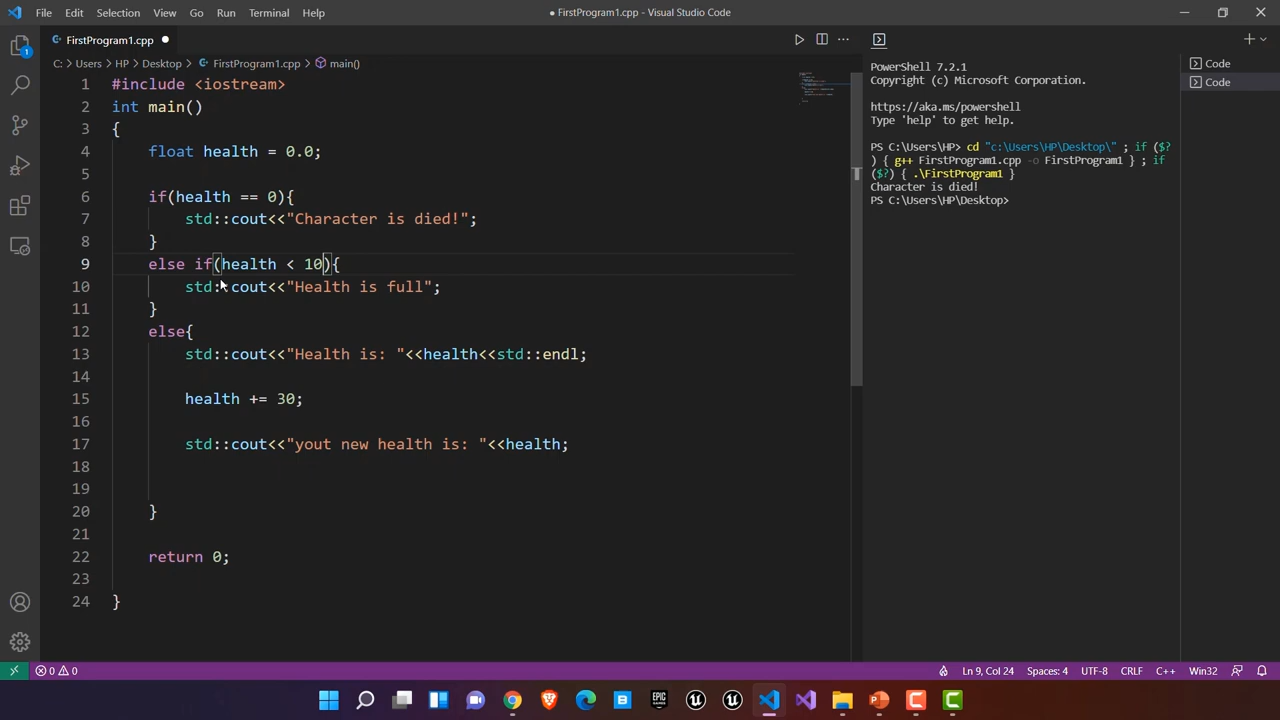 File Edit Selection View Go Run Terminal Help
● FirstProgram1.cpp - Visual Studio Code
FirstProgram1.cpp ●
C: > Users > HP > Desktop > FirstProgram1.cpp > main()
1 #include <iostream>
2 int main()
3 {
4 float health = 0.0;
5
6 if(health == 0){
7 std::cout<<"Character is died!";
8 }
9 else if(health < 10){
10 std::cout<<"Health is full";
11 }
12 else{
13 std::cout<<"Health is: "<<health<<std::endl;
14
15 health += 30;
16
17 std::cout<<"yout new health is: "<<health;
18
19
20 }
21
22 return 0;
23
24 }
PowerShell 7.2.1
Copyright (c) Microsoft Corporation.
https://aka.ms/powershell
Type 'help' to get help.
PS C:\Users\HP> cd "c:\Users\HP\Desktop\" ; if ($?
) { g++ FirstProgram1.cpp -o FirstProgram1 } ; if
($?) { .\FirstProgram1 }
Character is died!
PS C:\Users\HP\Desktop>
Code
Code
1
0 0
Ln 9, Col 24 Spaces: 4 UTF-8 CRLF C++ Win32
EPIC GAMES